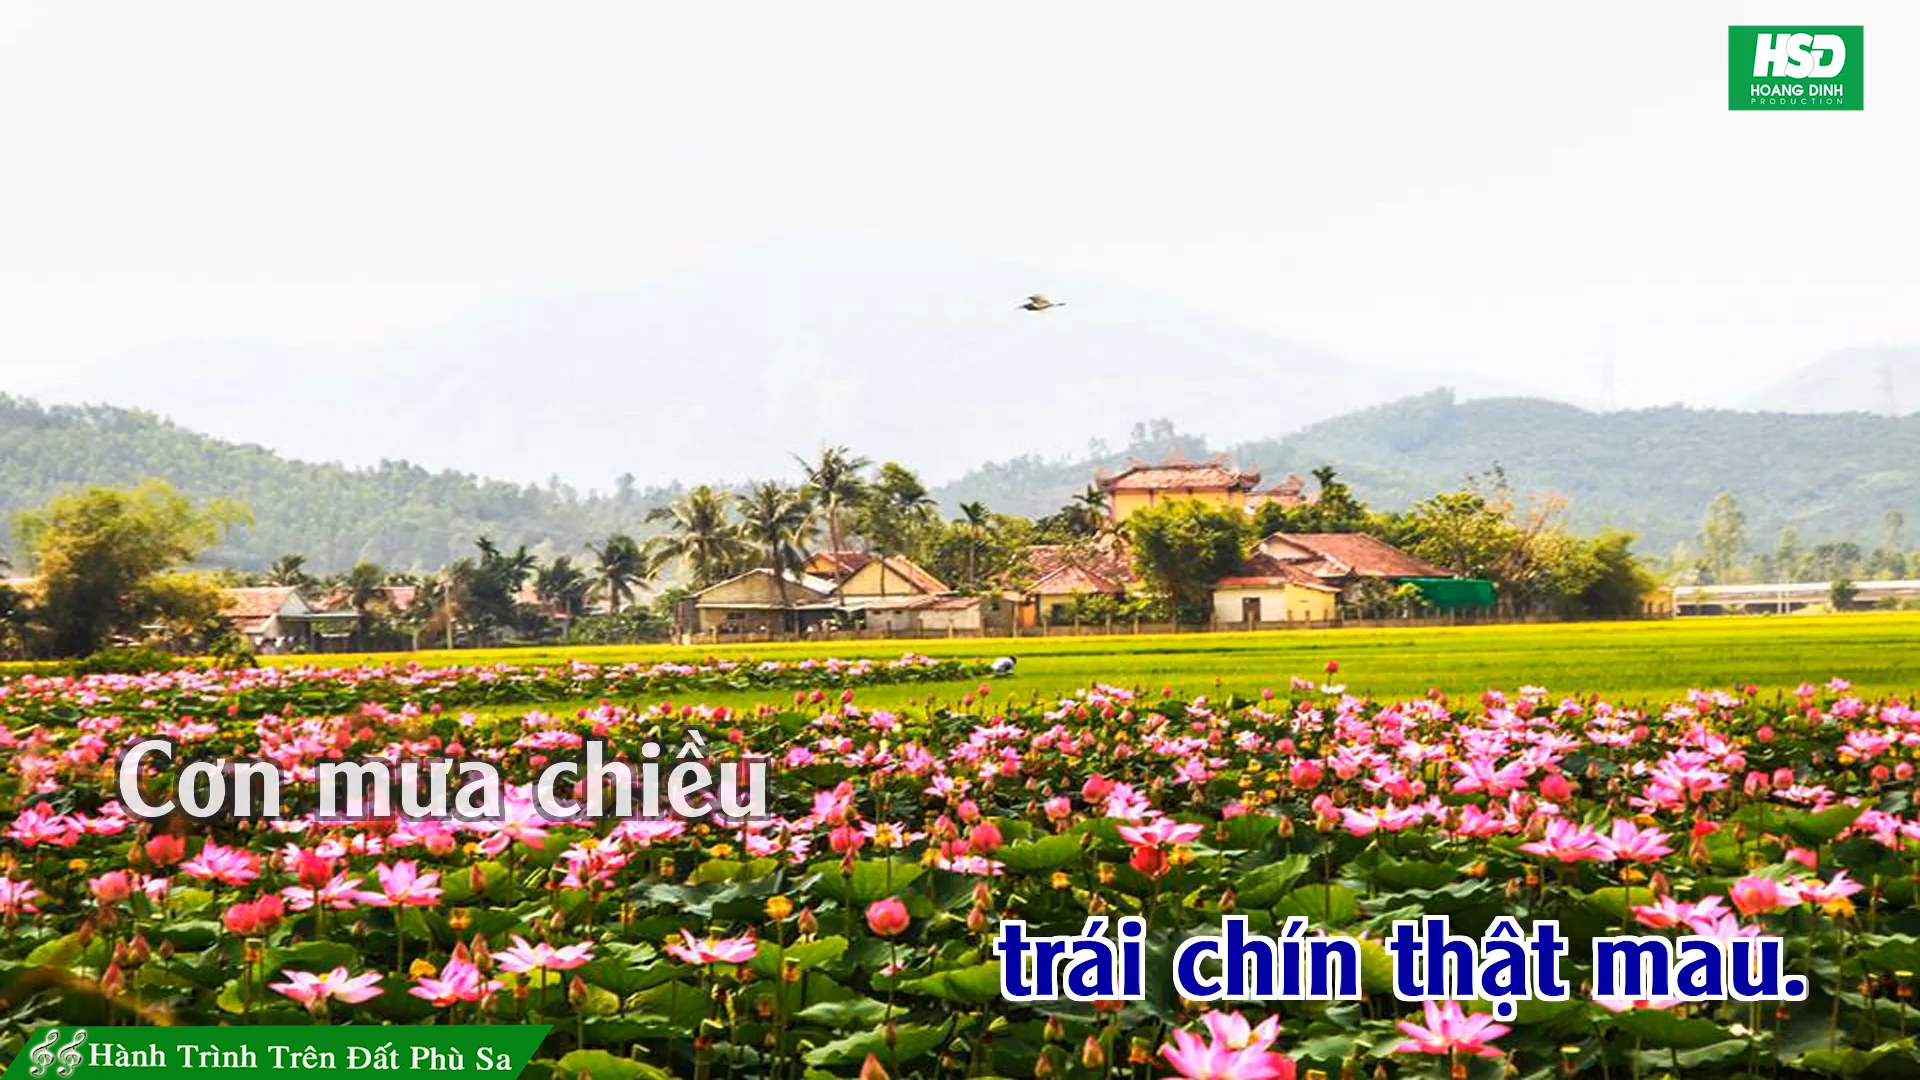 HSD
HOANG DINH
PRODUCTION
Cơn mưa chiều
trái chín thật mau.
Hành Trình Trên Đất Phù Sa